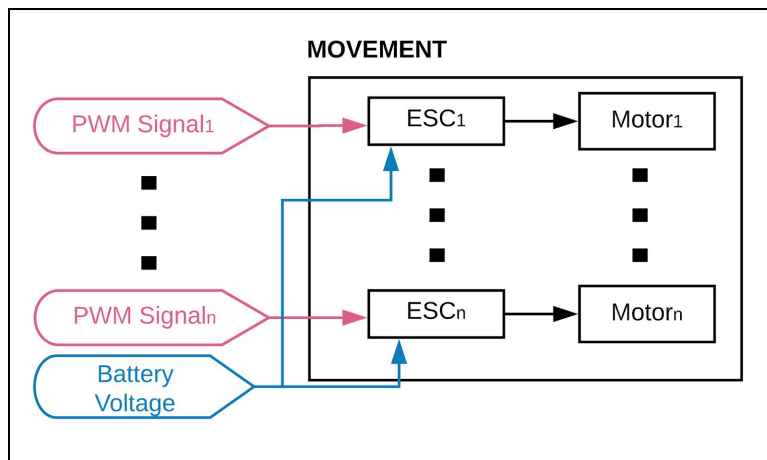 MOVEMENT
PWM Signal1
ESC1
Motor1
PWM Signaln
ESCn
Motorn
Battery
Voltage